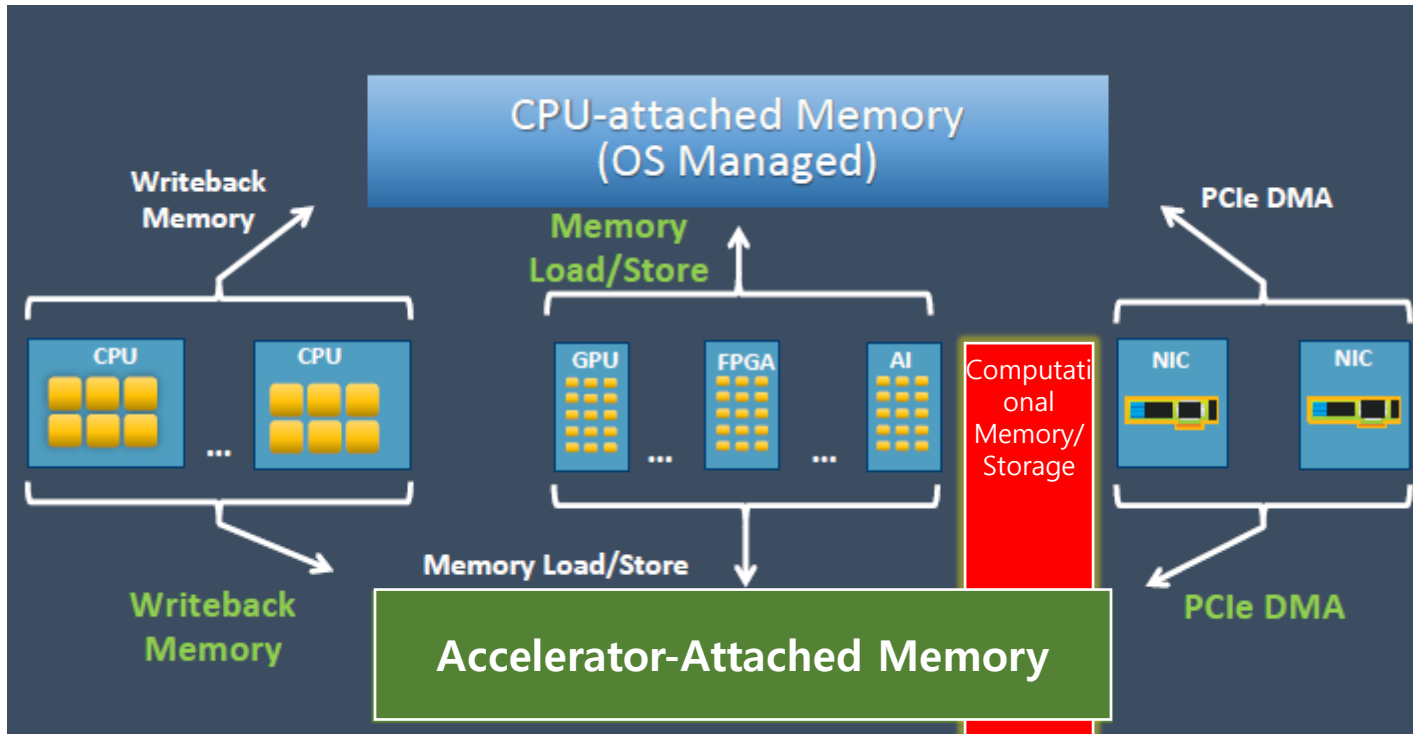 CPU-attached Memory
(OS Managed)
Writeback
Memory
Memory
Load/Store
PCIe DMA
CPU
...
CPU
GPU
...
FPGA
...
AI
Computati
onal
Memory/
Storage
NIC
NIC
Memory Load/Store
Writeback
Memory
PCIe DMA
Accelerator-Attached Memory